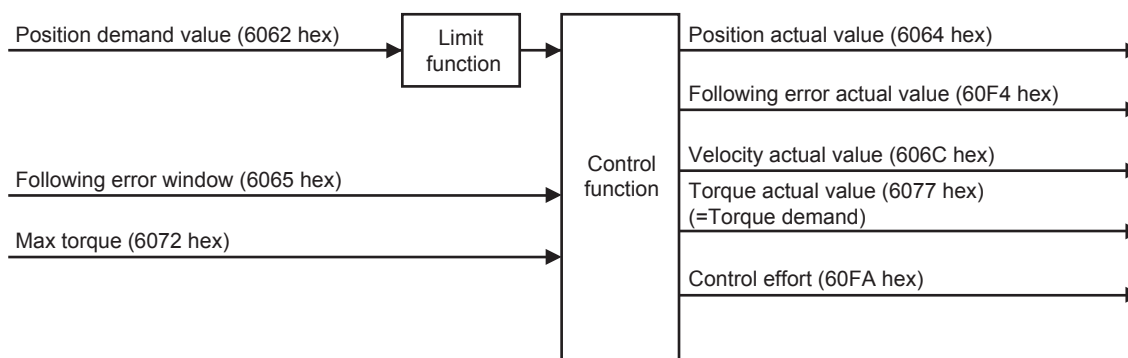 Position demand value (6062 hex)
Limit
function
Following error window (6065 hex)
Max torque (6072 hex)
Control
function
Position actual value (6064 hex)
Following error actual value (60F4 hex)
Velocity actual value (606C hex)
Torque actual value (6077 hex)
(=Torque demand)
Control effort (60FA hex)